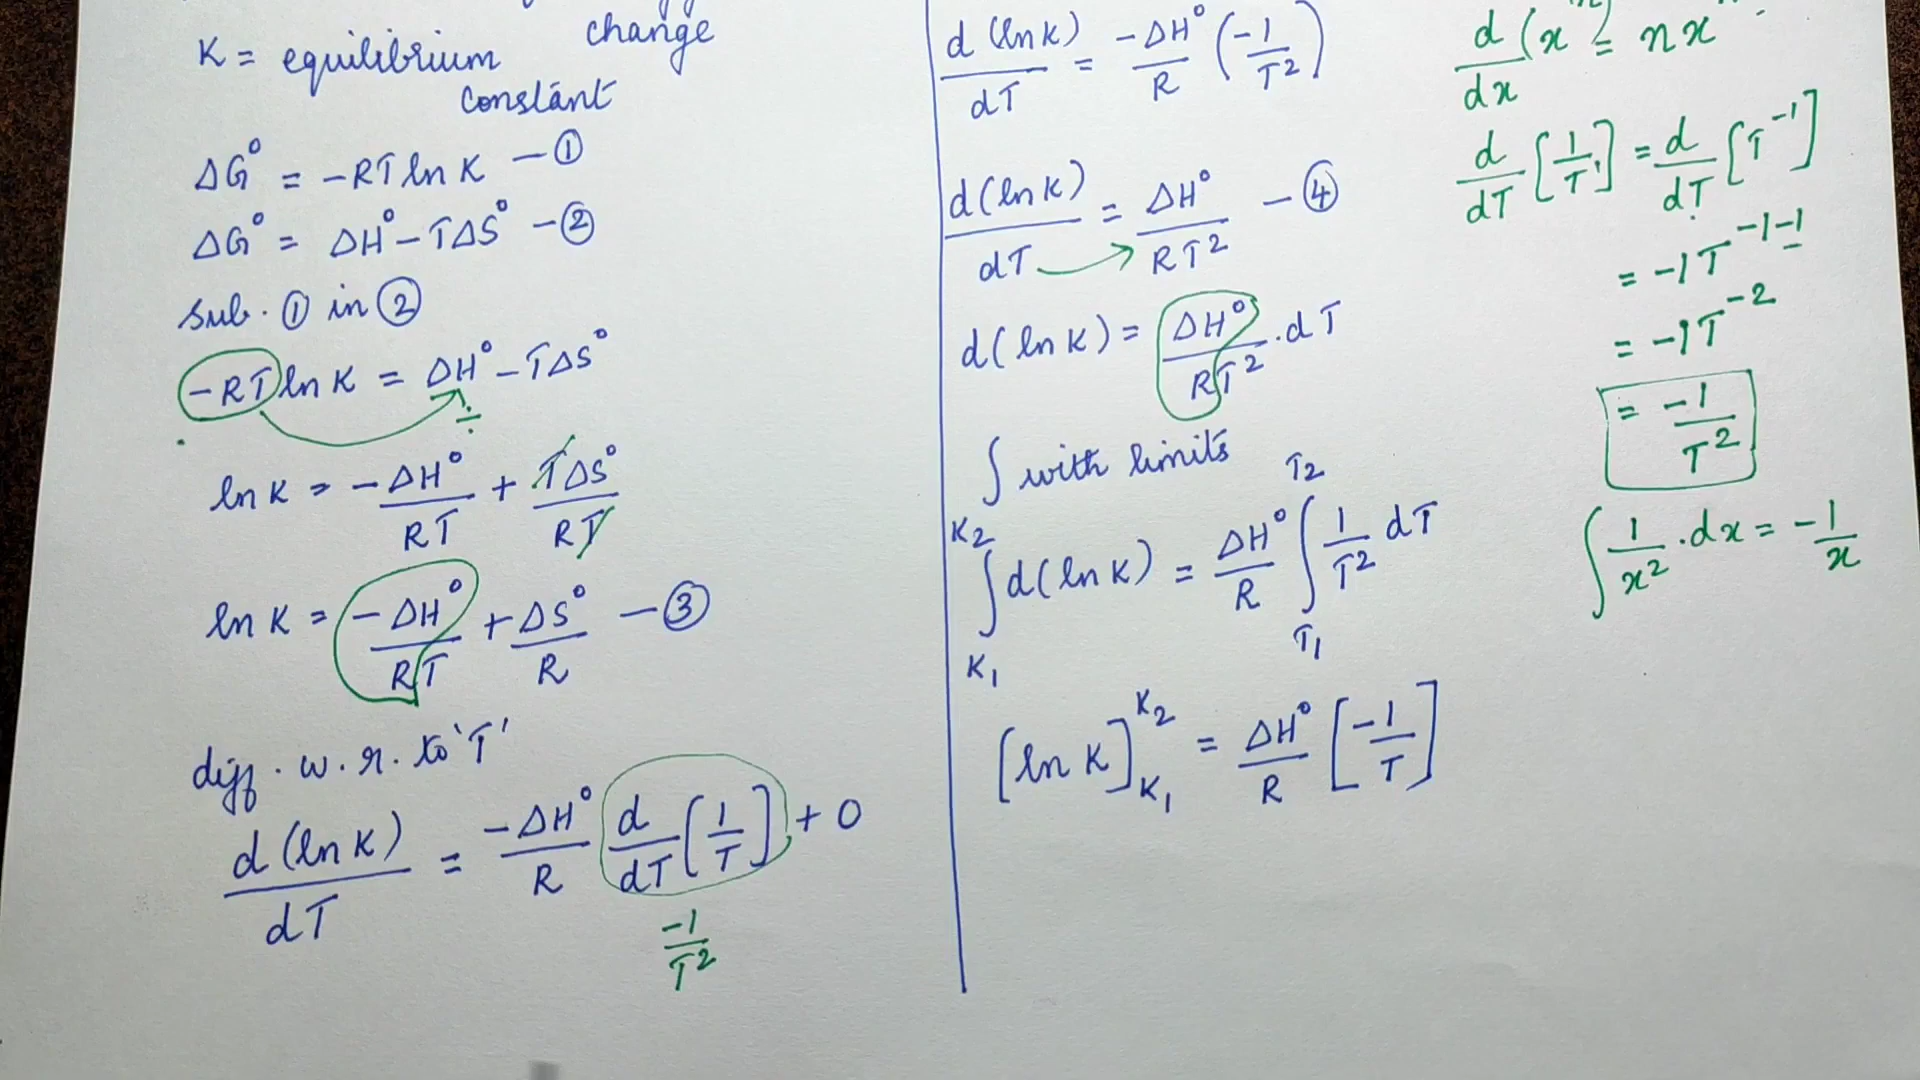 change
K = equilibrium
constant
ΔG° = -RT ln K - ①
ΔG° = ΔH° - TΔS° - ②
Sub. ① in ②
-RT ln K = ΔH° - TΔS°
÷
ln K = -ΔH°/RT + TΔS°/RT
ln K = -ΔH°/RT + ΔS°/R - ③
diff. w.r. to 'T'
d(ln K)/dT = -ΔH°/R d/dT [1/T] + 0
-1/T²
d(ln K)/dT = -ΔH°/R (-1/T²)
d(ln K)/dT = ΔH°/RT² - ④
d(ln K) = ΔH°/RT² . dT
∫ with limits
∫_{K₁}^{K₂} d(ln K) = ΔH°/R ∫_{T₁}^{T₂} 1/T² dT
[ln K]_{K₁}^{K₂} = ΔH°/R [-1/T]
d/dx (xⁿ) = nx
d/dT [1/T] = d/dT [T⁻¹]
= -1T⁻¹⁻¹
= -1T⁻²
= -1/T²
∫ 1/x² . dx = -1/x